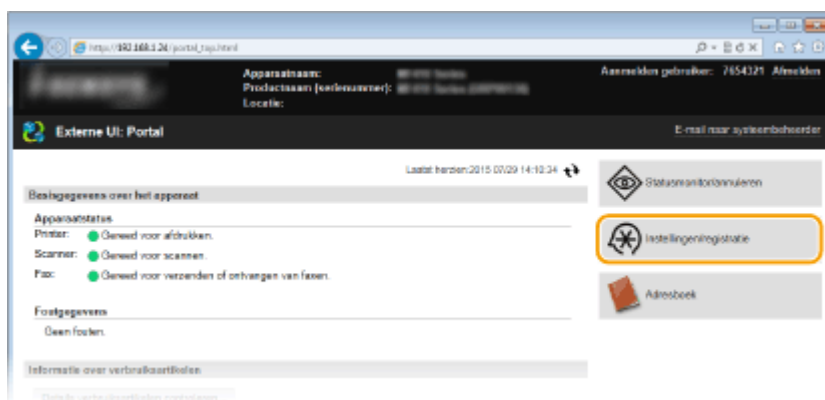 http://192.168.1.24/portal_top.html
Apparaatnaam:
Productnaam (serienummer):
Locatie:
Aanmelden gebruiker: 7654321 Afmelden
Externe UI: Portal
E-mail naar systeembeheerder
Laatst herzien:2015 07/29 14:10:34
Basisgegevens over het apparaat
Apparaatstatus
Printer: Gereed voor afdrukken.
Scanner: Gereed voor scannen.
Fax: Gereed voor verzenden of ontvangen van faxen.
Foutgegevens
Geen fouten.
Informatie over verbruiksartikelen
Statusmonitor/annuleren
Instellingen/registratie
Adresboek